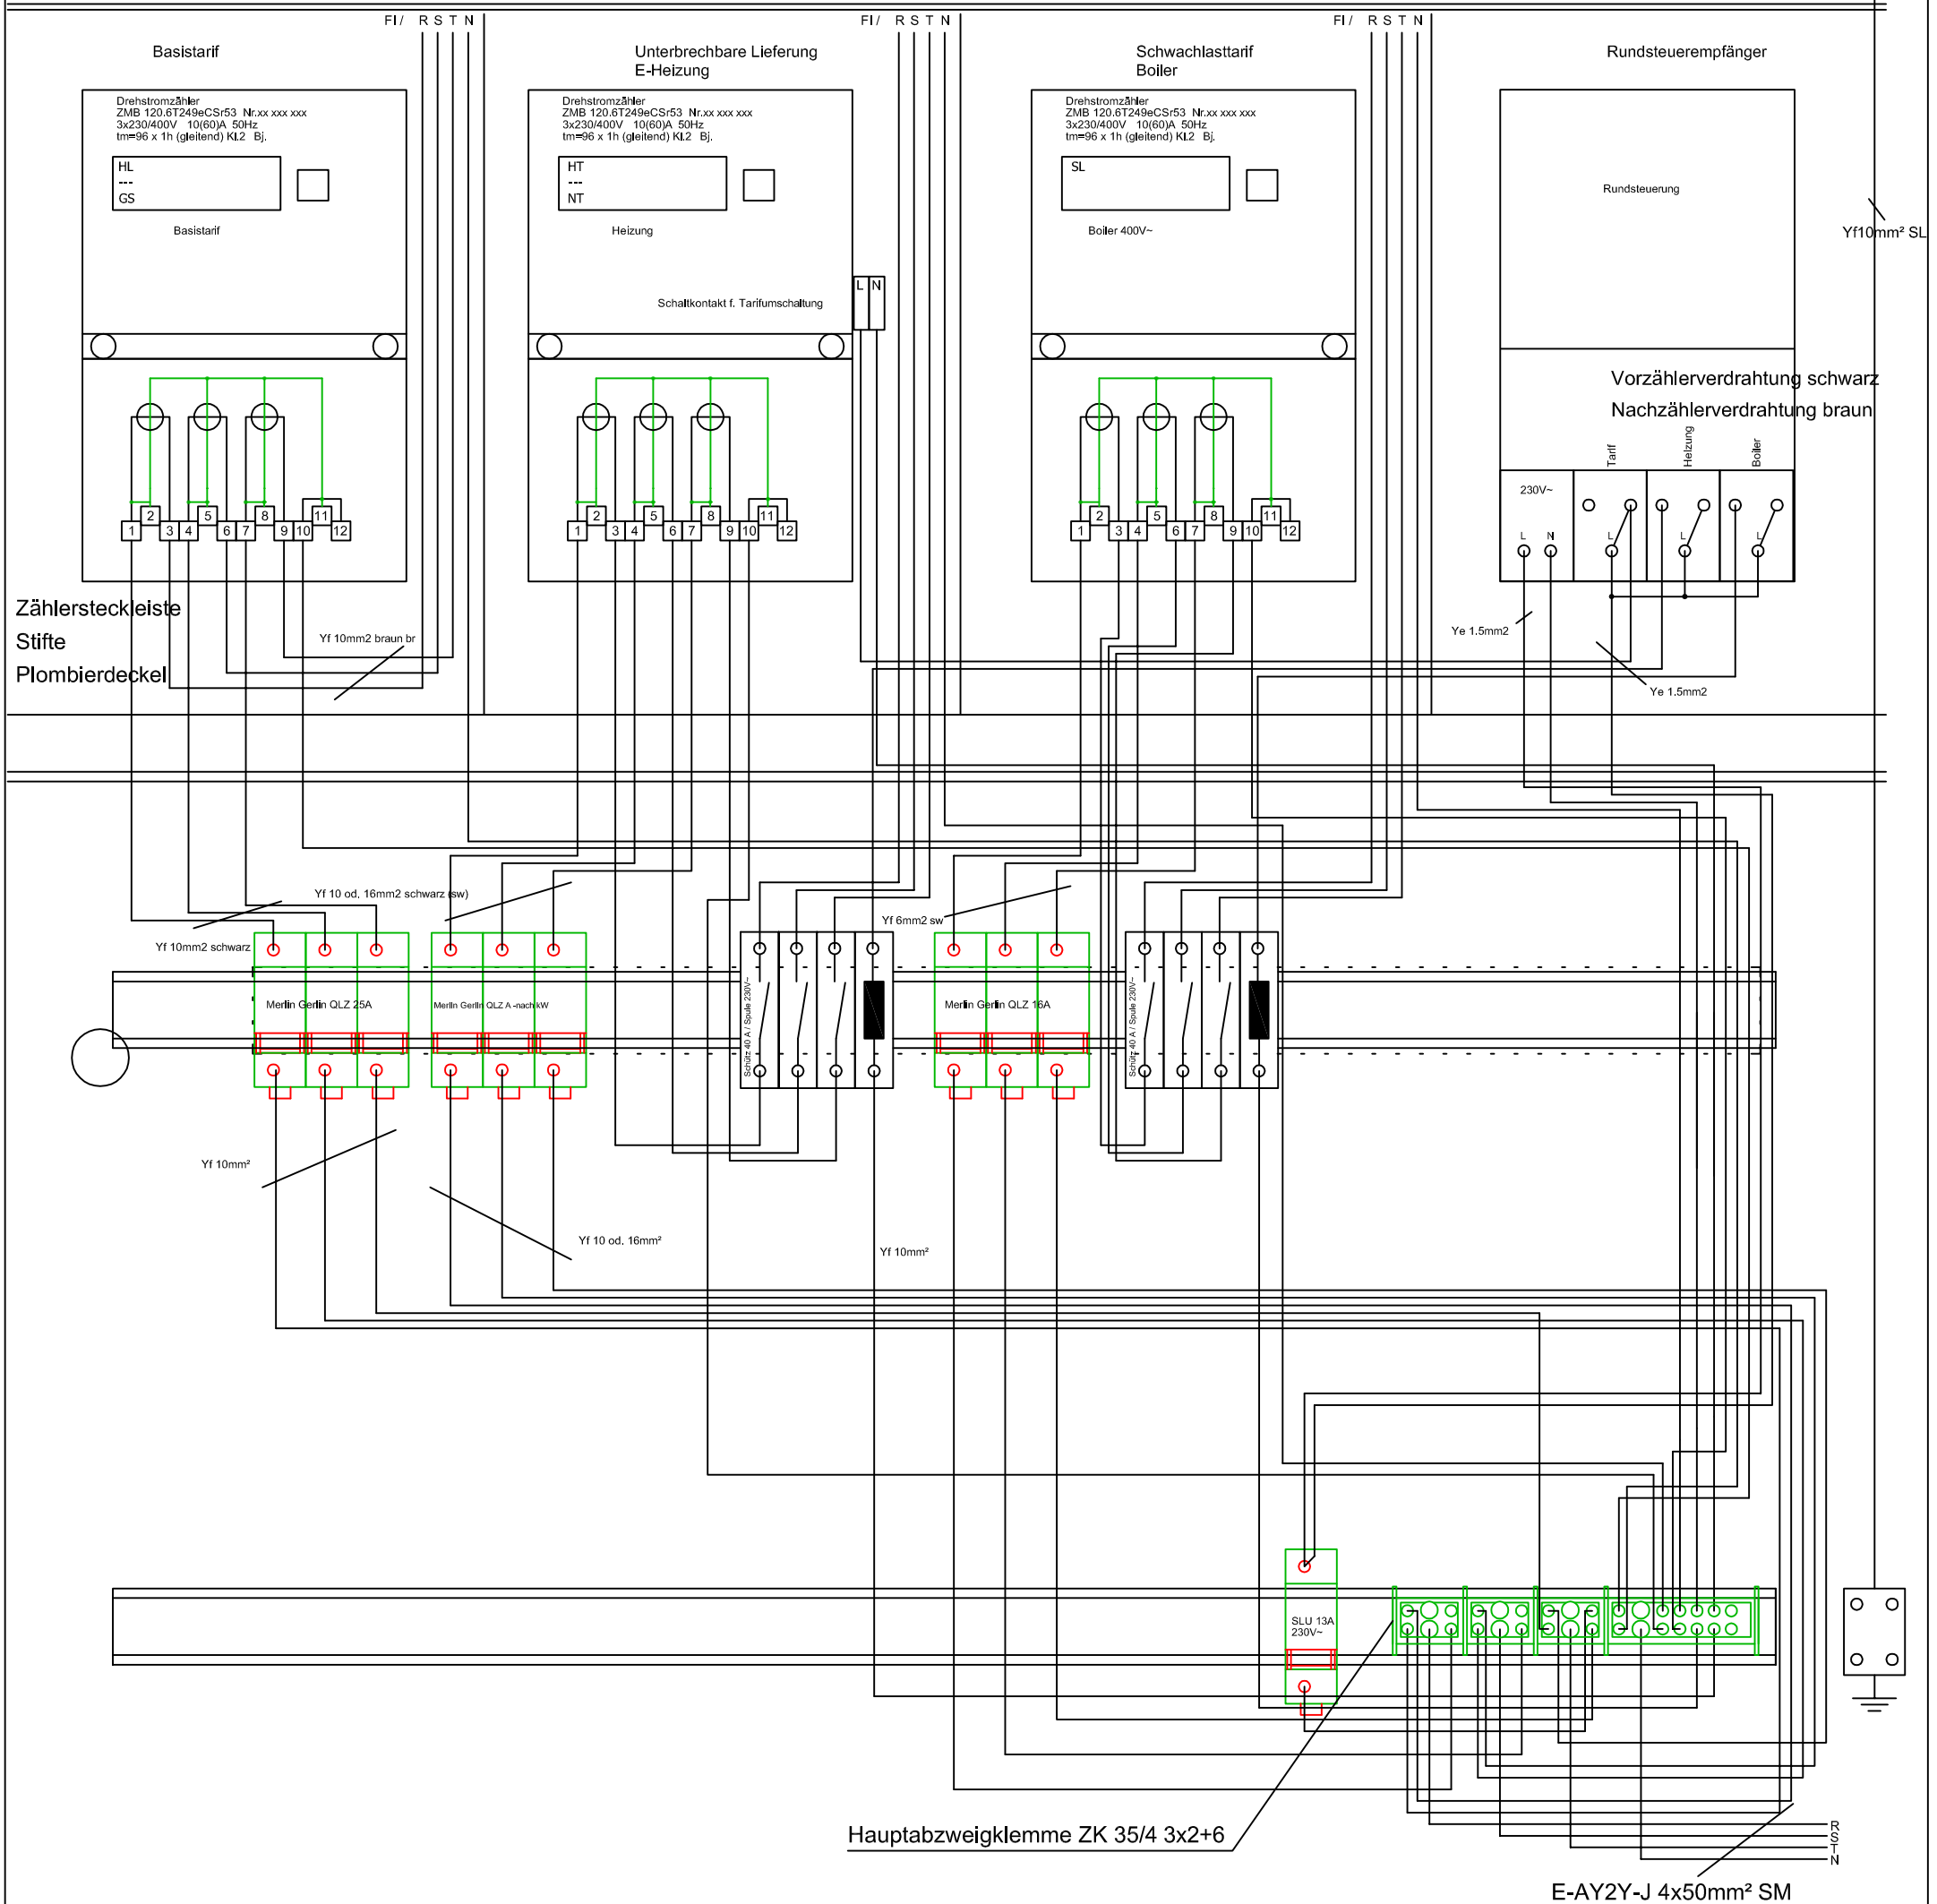 FI / R S T N
FI / R S T N
FI / R S T N
Basistarif
Unterbrechbare Lieferung
E-Heizung
Schwachlasttarif
Boiler
Rundsteuerempfänger
Drehstromzähler
ZMB 120.6T249eCSr53 Nr.xx xxx xxx
3x230/400V 10(60)A 50Hz
tm=96 x 1h (gleitend) Kl.2 Bj.
HL
---
GS
Basistarif
Drehstromzähler
ZMB 120.6T249eCSr53 Nr.xx xxx xxx
3x230/400V 10(60)A 50Hz
tm=96 x 1h (gleitend) Kl.2 Bj.
HT
---
NT
Heizung
Schaltkontakt f. Tarifumschaltung
L N
Drehstromzähler
ZMB 120.6T249eCSr53 Nr.xx xxx xxx
3x230/400V 10(60)A 50Hz
tm=96 x 1h (gleitend) Kl.2 Bj.
SL
Boiler 400V~
Rundsteuerung
Yf10mm² SL
Vorzählerverdrahtung schwarz
Nachzählerverdrahtung braun
Tarif
Heizung
Boiler
230V~
L N L L L
1 2 3 4 5 6 7 8 9 10 11 12
1 2 3 4 5 6 7 8 9 10 11 12
1 2 3 4 5 6 7 8 9 10 11 12
Zählersteckleiste
Stifte
Plombierdeckel
Yf 10mm2 braun br
Ye 1.5mm2
Ye 1.5mm2
Yf 10 od. 16mm2 schwarz (sw)
Yf 10mm2 schwarz
Yf 6mm2 sw
Merlin Gerlin QLZ 25A
Merlin Gerlin QLZ A -nach kW
Schütz 40 A / Spule 230V~
Merlin Gerlin QLZ 16A
Schütz 40 A / Spule 230V~
Yf 10mm²
Yf 10 od. 16mm²
Yf 10mm²
SLU 13A
230V~
Hauptabzweigklemme ZK 35/4 3x2+6
R
S
T
N
E-AY2Y-J 4x50mm² SM